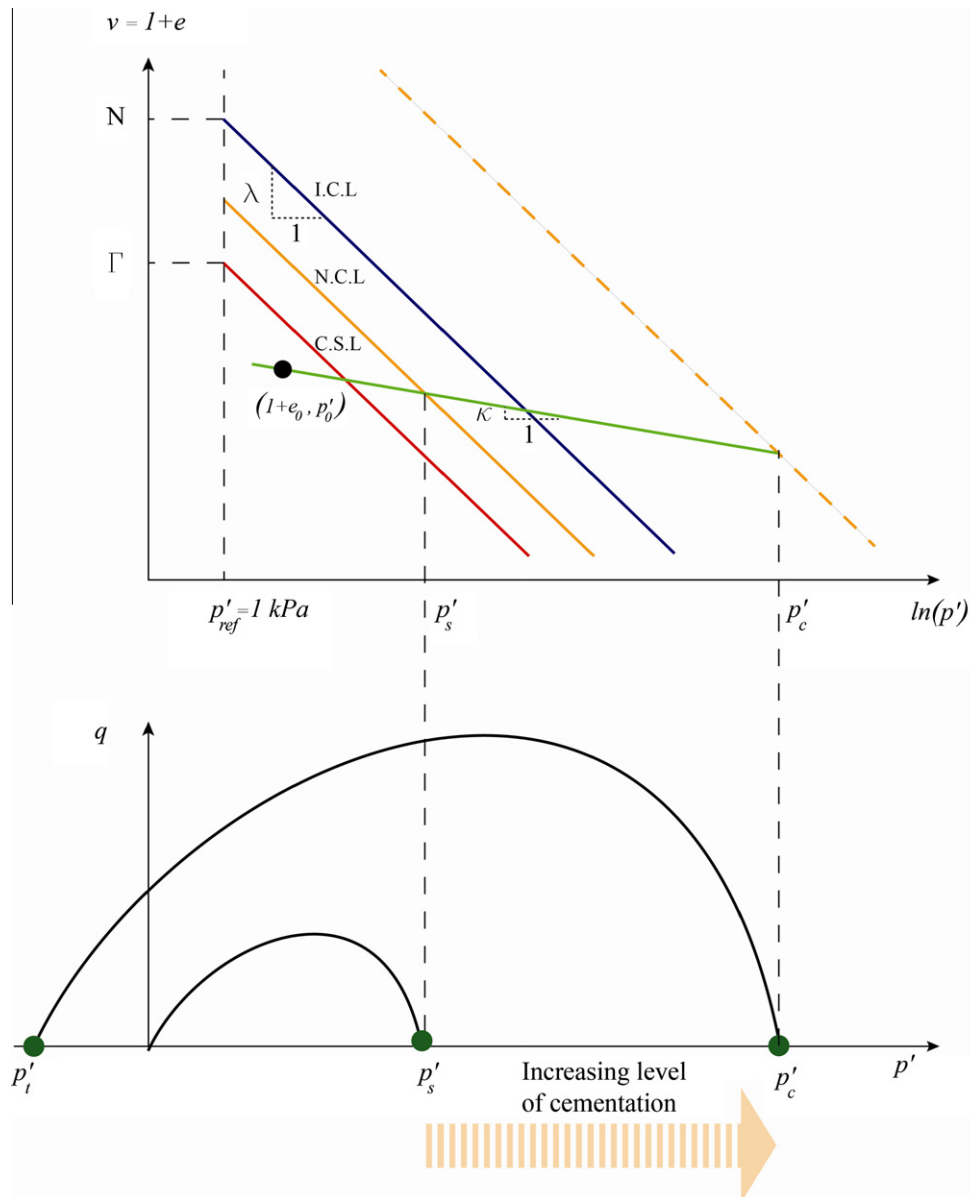 v = 1+e
N
λ
1
I.C.L
Γ
N.C.L
C.S.L
(1+e₀, p′₀)
κ
1
p′ref=1 kPa
p′s
p′c
ln(p′)
q
p′t
p′s
Increasing level
of cementation
p′c
p′